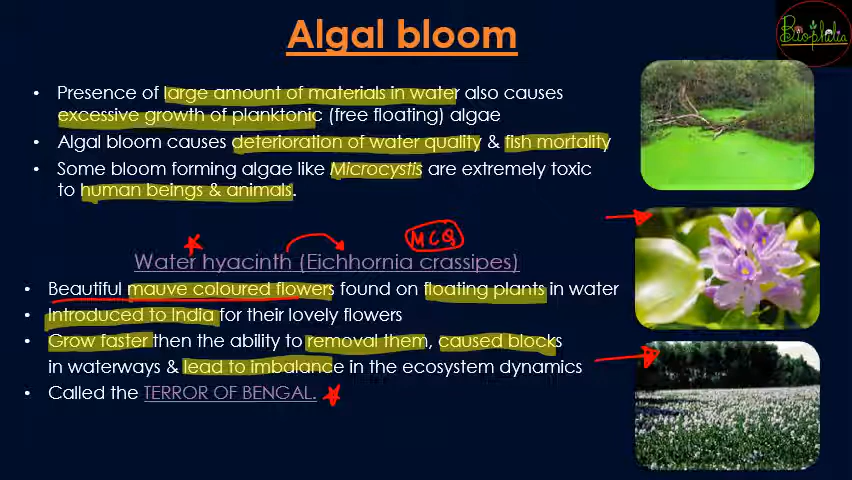 Algal bloom
Biophilia
• Presence of large amount of materials in water also causes
excessive growth of planktonic (free floating) algae
• Algal bloom causes deterioration of water quality & fish mortality
• Some bloom forming algae like Microcystis are extremely toxic
to human beings & animals.
MCQ
Water hyacinth (Eichhornia crassipes)
• Beautiful mauve coloured flowers found on floating plants in water
• Introduced to India for their lovely flowers
• Grow faster then the ability to removal them, caused blocks
in waterways & lead to imbalance in the ecosystem dynamics
• Called the TERROR OF BENGAL.